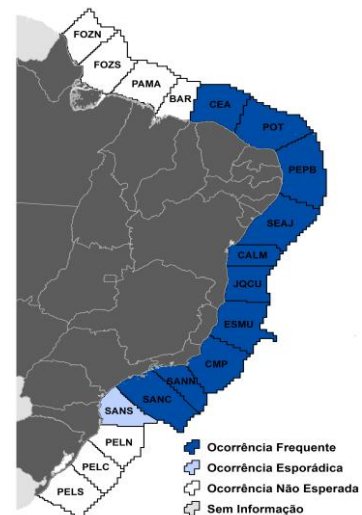 FOZN
FOZS
PAMA
BAR
CEA
POT
PEPB
SEAJ
CALM
JQCU
ESMU
CMP
SANN
SANC
SANS
PELN
PELC
PELS
Ocorrência Frequente
Ocorrência Esporádica
Ocorrência Não Esperada
Sem Informação